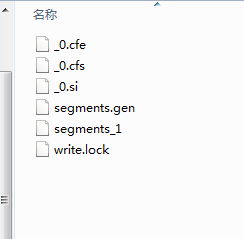 名称
_0.cfe
_0.cfs
_0.si
segments.gen
segments_1
write.lock